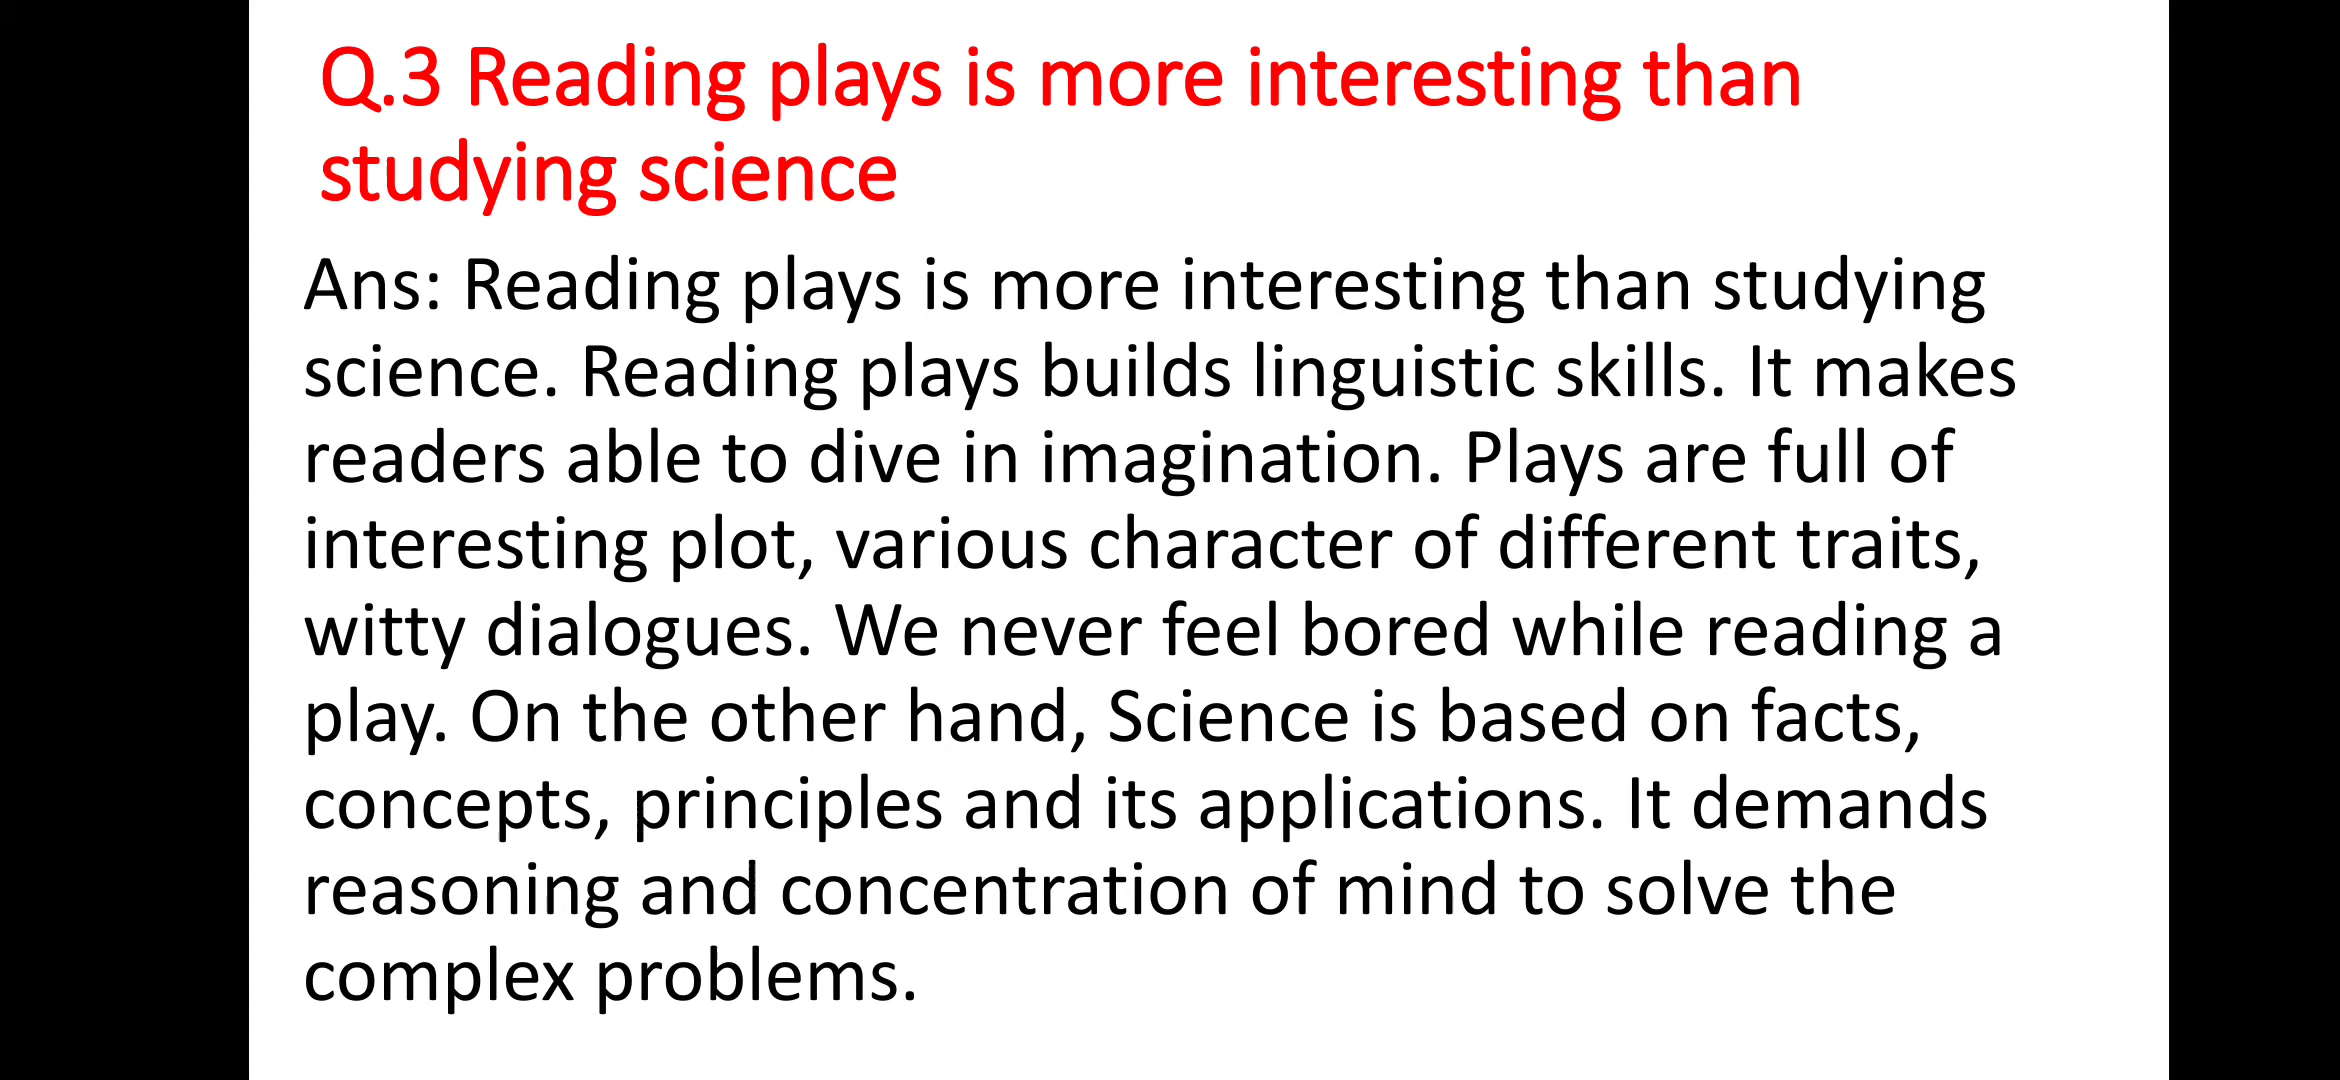 Q.3 Reading plays is more interesting than
studying science
Ans: Reading plays is more interesting than studying
science. Reading plays builds linguistic skills. It makes
readers able to dive in imagination. Plays are full of
interesting plot, various character of different traits,
witty dialogues. We never feel bored while reading a
play. On the other hand, Science is based on facts,
concepts, principles and its applications. It demands
reasoning and concentration of mind to solve the
complex problems.